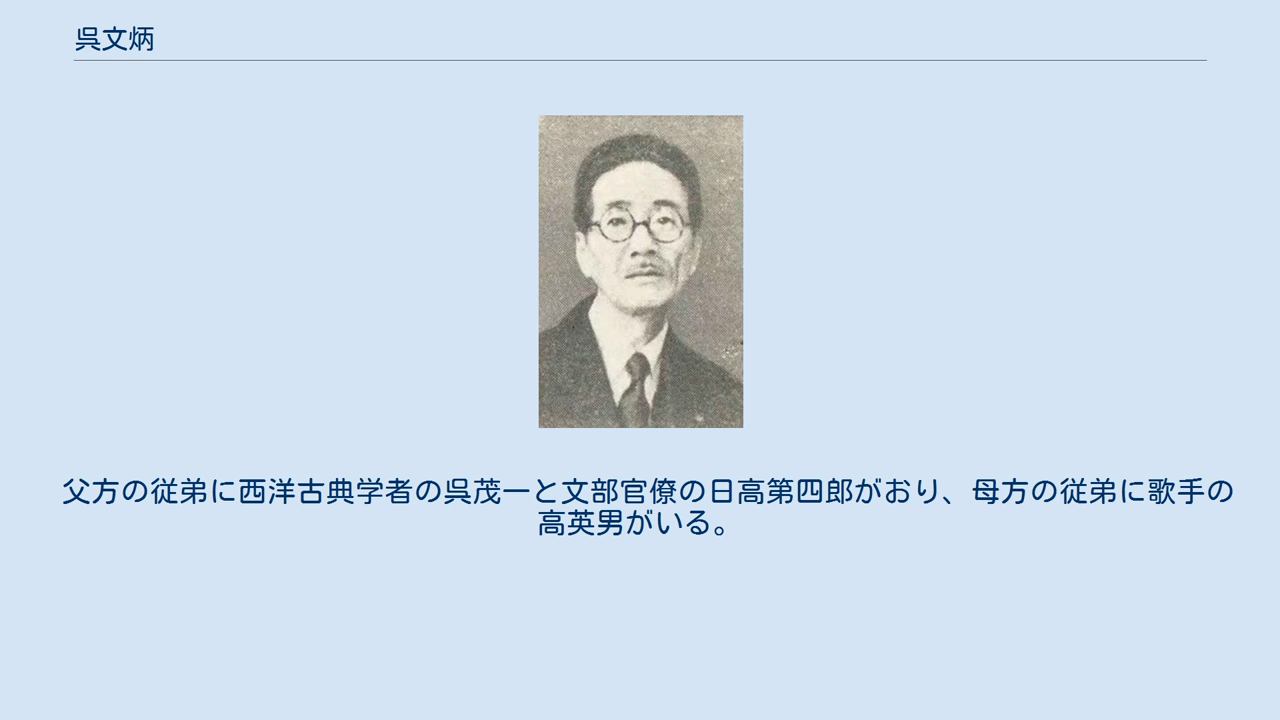 呉文炳
父方の従弟に西洋古典学者の呉茂一と文部官僚の日高第四郎がおり、母方の従弟に歌手の
高英男がいる。